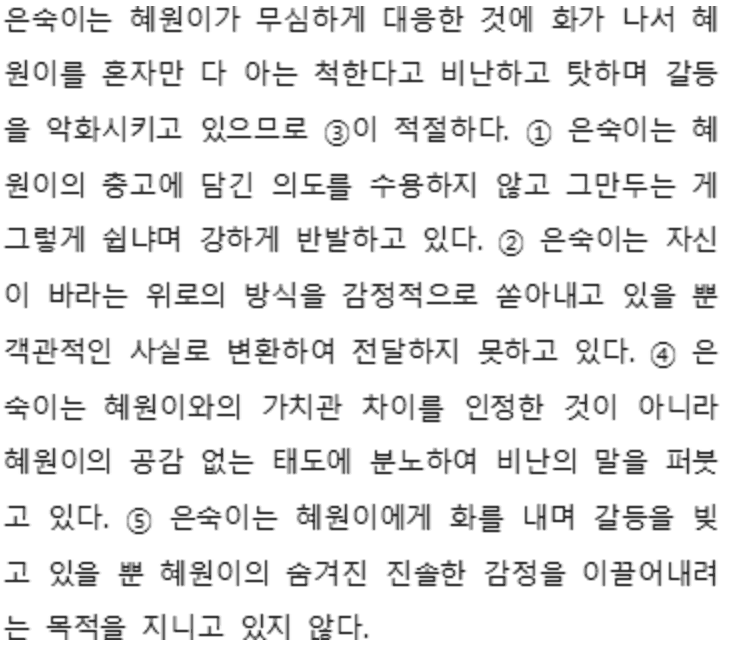 은숙이는 혜원이가 무심하게 대응한 것에 화가 나서 혜
원이를 혼자만 다 아는 척한다고 비난하고 탓하며 갈등
을 악화시키고 있으므로 ③이 적절하다. ① 은숙이는 혜
원이의 충고에 담긴 의도를 수용하지 않고 그만두는 게
그렇게 쉽냐며 강하게 반발하고 있다. ② 은숙이는 자신
이 바라는 위로의 방식을 감정적으로 쏟아내고 있을 뿐
객관적인 사실로 변환하여 전달하지 못하고 있다. ④ 은
숙이는 혜원이와의 가치관 차이를 인정한 것이 아니라
혜원이의 공감 없는 태도에 분노하여 비난의 말을 퍼붓
고 있다. ⑤ 은숙이는 혜원이에게 화를 내며 갈등을 빚
고 있을 뿐 혜원이의 숨겨진 진솔한 감정을 이끌어내려
는 목적을 지니고 있지 않다.